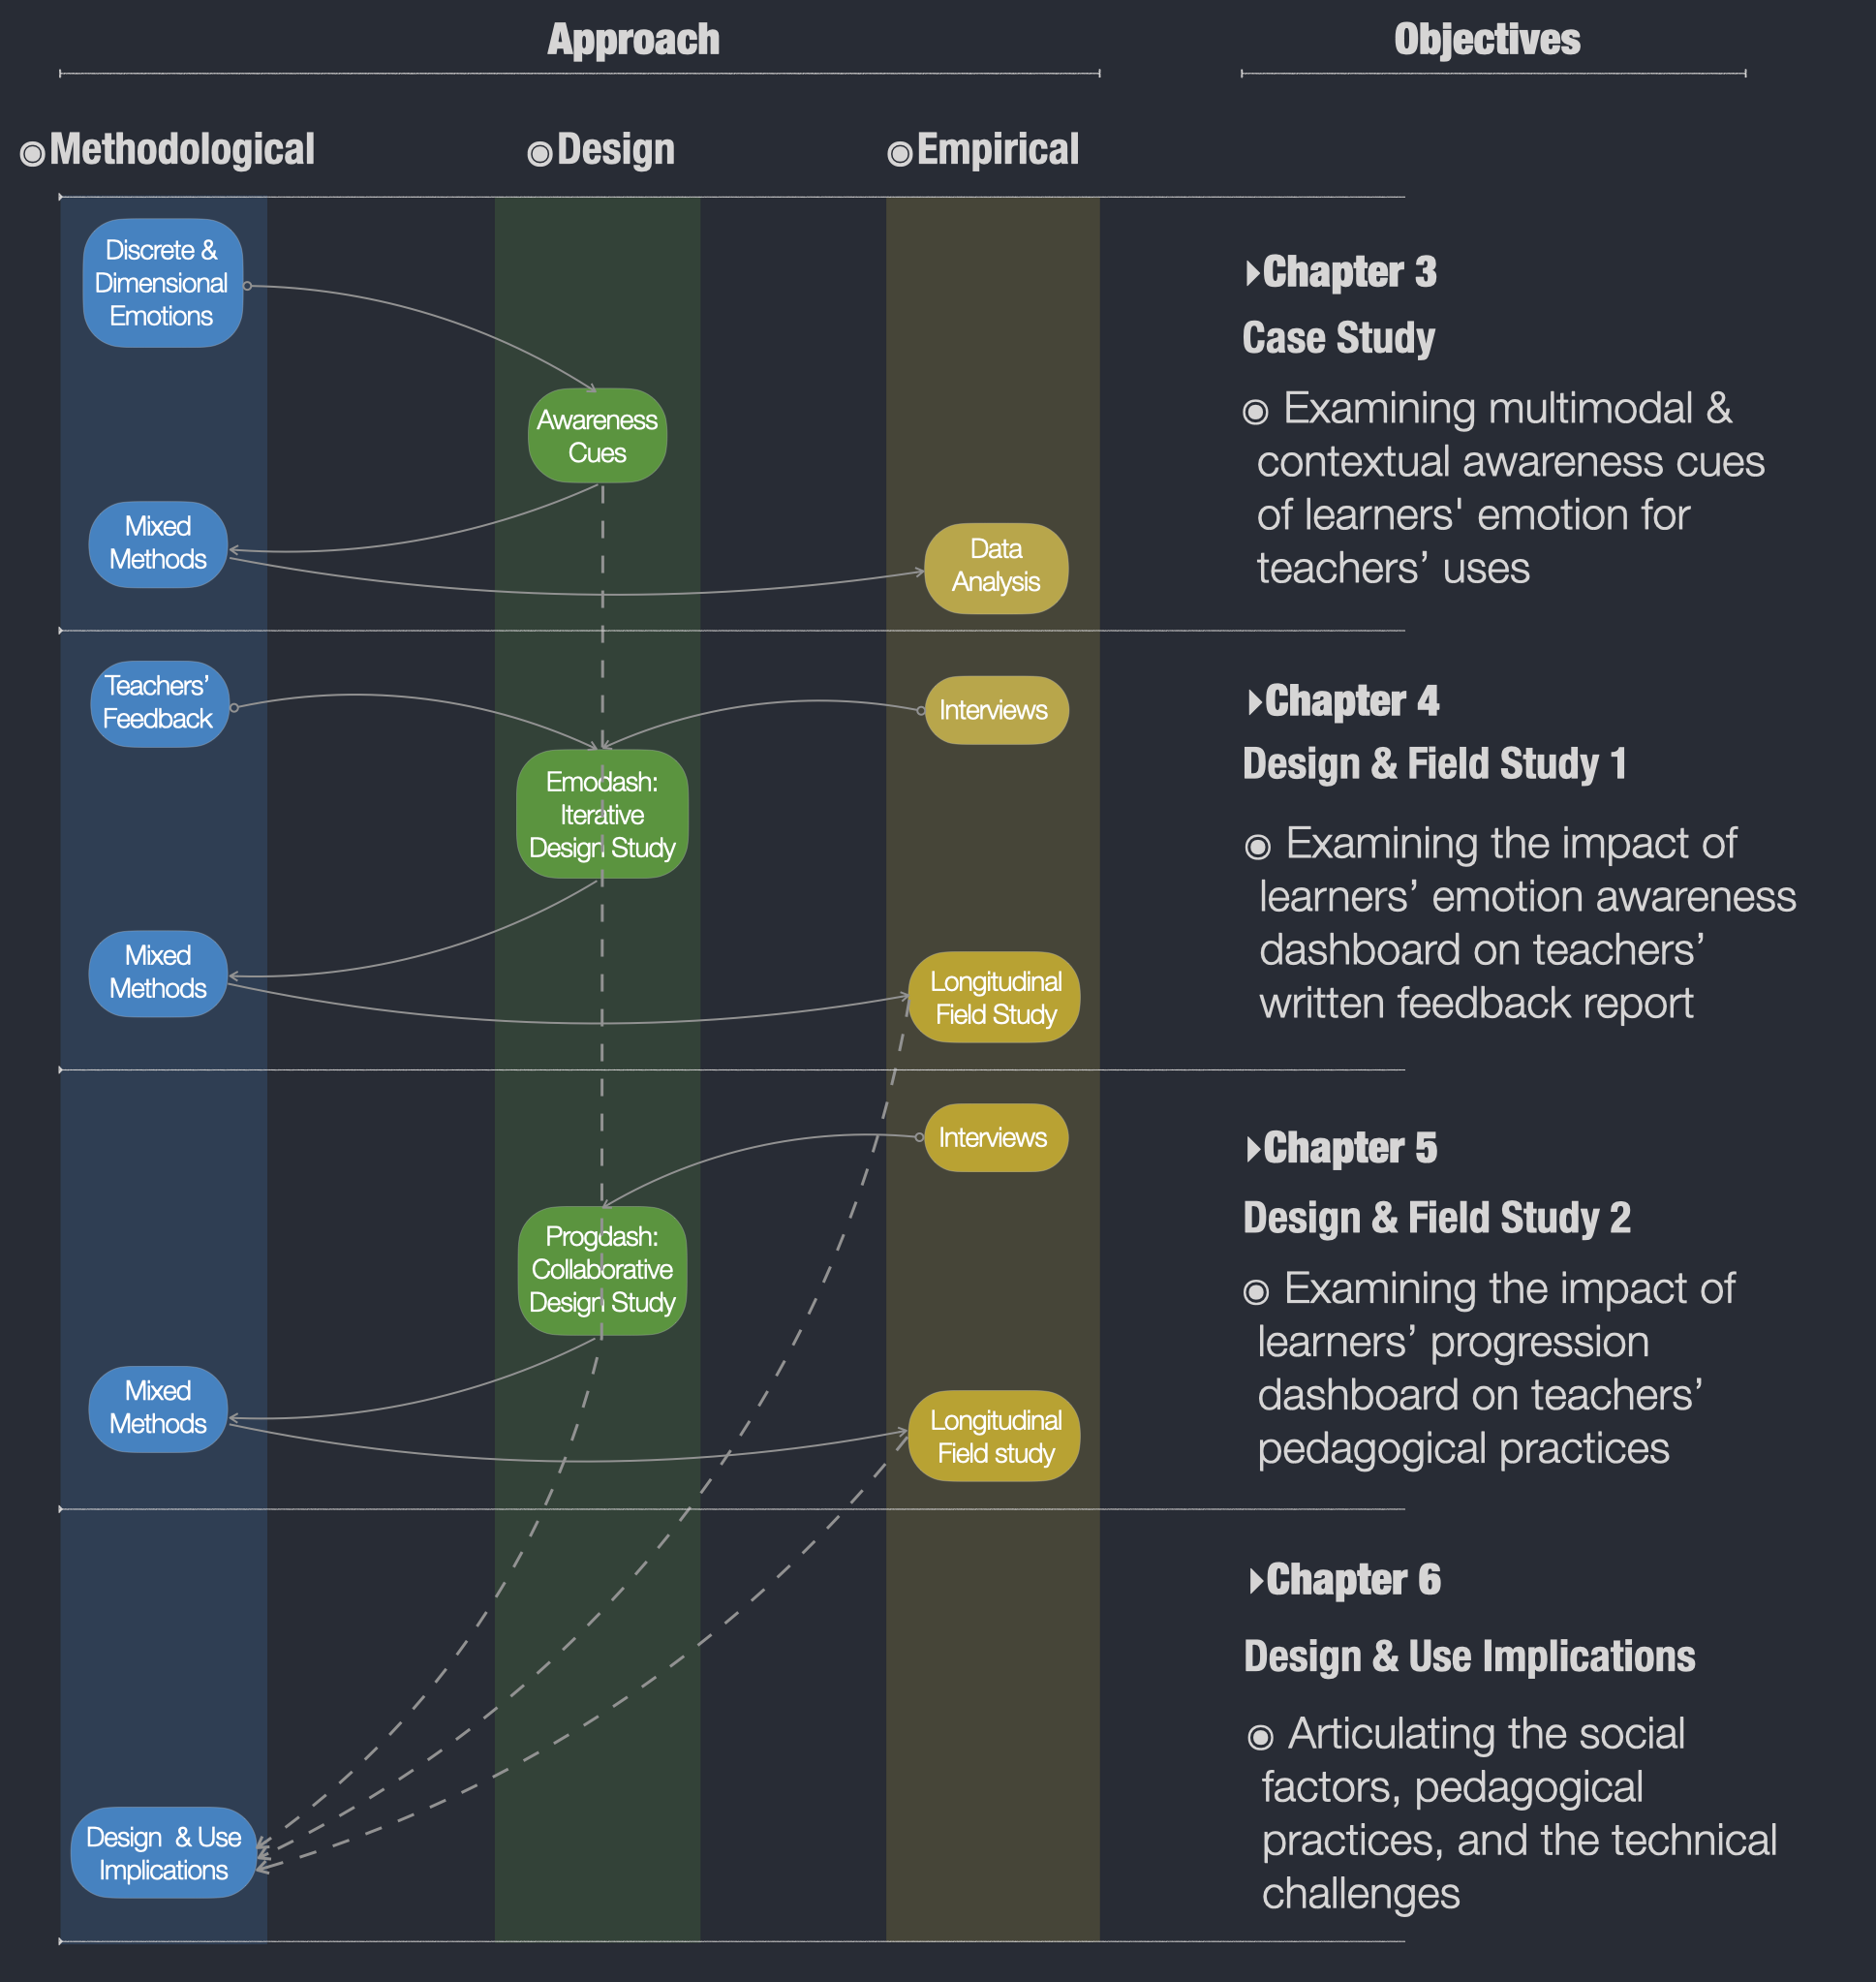 Approach
Objectives
Methodological
Design
Empirical
Discrete &
Dimensional
Emotions
Awareness
Cues
Mixed
Methods
Data
Analysis
Chapter 3
Case Study
Examining multimodal &
contextual awareness cues
of learners' emotion for
teachers’ uses
Teachers’
Feedback
Interviews
Emodash:
Iterative
Design Study
Mixed
Methods
Longitudinal
Field Study
Chapter 4
Design & Field Study 1
Examining the impact of
learners’ emotion awareness
dashboard on teachers’
written feedback report
Interviews
Progdash:
Collaborative
Design Study
Mixed
Methods
Longitudinal
Field study
Chapter 5
Design & Field Study 2
Examining the impact of
learners’ progression
dashboard on teachers’
pedagogical practices
Design & Use
Implications
Chapter 6
Design & Use Implications
Articulating the social
factors, pedagogical
practices, and the technical
challenges